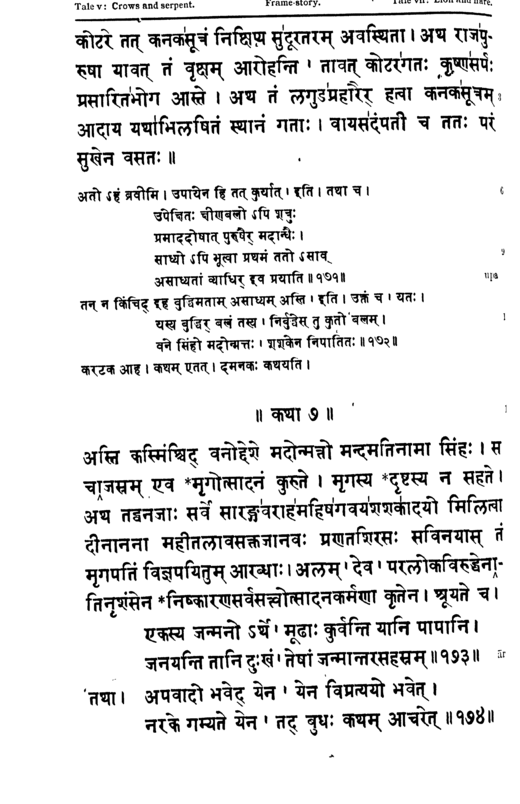 Tale v: Crows and serpent. Frame-story. Tale vii: Lion and hare.
कोटरे तत् कनकसूत्रं निक्षिप्य सुदूरतरम् अवस्थिता। अथ राजपु-
रुषा यावत् तं वृक्षम् आरोहन्ति ' तावत् कोटरगतः कृष्णसर्पः
प्रसारितभोग आस्ते। अथ तं लगुडप्रहारैर् हत्वा कनकसूत्रम् 3
आदाय यथाभिलषितं स्थानं गताः। वायसदंपती च ततः परं
सुखेन वसतः॥
अतो ऽहं ब्रवीमि। उपायेन हि तत् कुर्यात् ' इति। तथा च। 6
उपेक्षितः क्षीणबलो ऽपि शत्रुः
प्रमाददोषात् पुरुषैर् मदान्धैः।
साध्यो ऽपि भूत्वा प्रथमं ततो ऽसाव् 9
असाध्यतां व्याधिर् इव प्रयाति॥१७१॥ upa
तन् न किंचिद् इह बुद्धिमताम् असाध्यम् अस्ति ' इति। उक्तं च ' यतः।
यस्य बुद्धिर् बलं तस्य ' निर्बुद्धेस् तु कुतो बलम्।
वने सिंहो मदोन्मत्तः ' शशकेन निपातितः॥१७२॥
करटक आह। कथम् एतत्। दमनकः कथयति।
॥ कथा ७॥
अस्ति कस्मिंश्चिद् वनोद्देशे मदोन्मत्तो मन्दमतिनामा सिंहः। स
चाजस्रम् एव *मृगोत्सादनं कुरुते। मृगस्य *दृष्टस्य न सहते।
अथ तद्वनजाः सर्वे सारङ्गवराहमहिषगवयशशकादयो मिलित्वा
दीनानना महीतलावसक्तजानवः प्रणतशिरसः सविनयास् तं
मृगपतिं विज्ञपयितुम् आरब्धाः। अलम् ' देव ' परलोकविरुद्धेना-
तिनृशंसेन *निष्कारणसर्वसत्त्वोत्सादनकर्मणा कृतेन। श्रूयते च।
एकस्य जन्मनो ऽर्थे ' मूढाः कुर्वन्ति यानि पापानि।
जनयन्ति तानि दुःखं ' तेषां जन्मान्तरसहस्रम्॥१७३॥ ār
तथा। अपवादो भवेद् येन ' येन विप्रत्ययो भवेत्।
नरके गम्यते येन ' तद् बुधः कथम् आचरेत्॥१७४॥